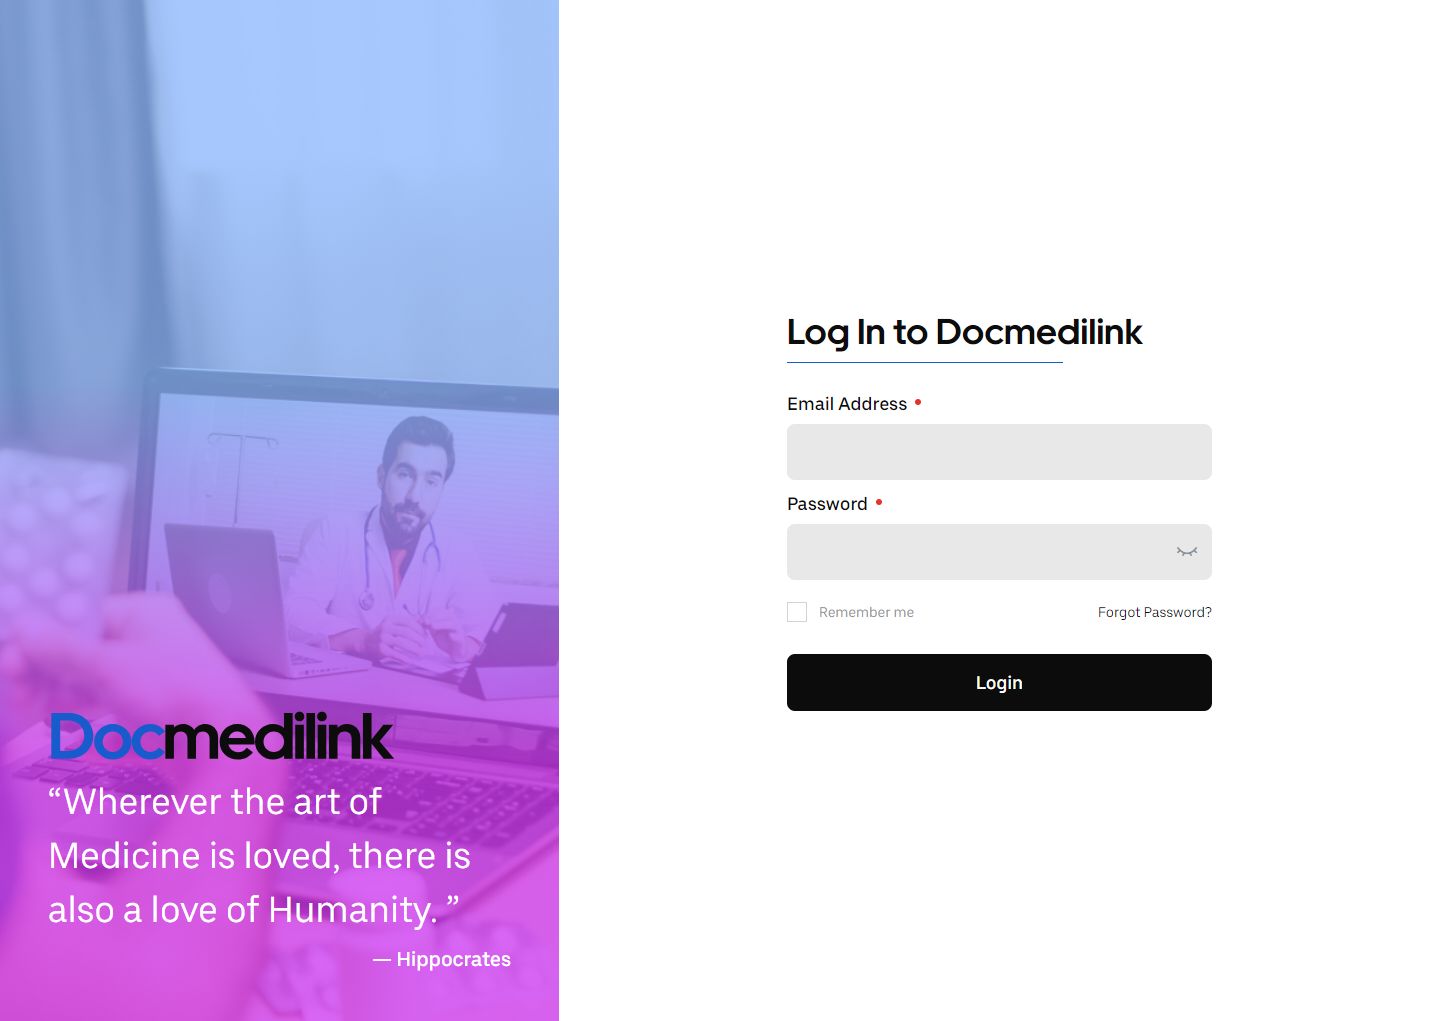 Docmedilink
“Wherever the art of
Medicine is loved, there is
also a love of Humanity. ”
— Hippocrates
Log In to Docmedilink
Email Address
Password
Remember me
Forgot Password?
Login